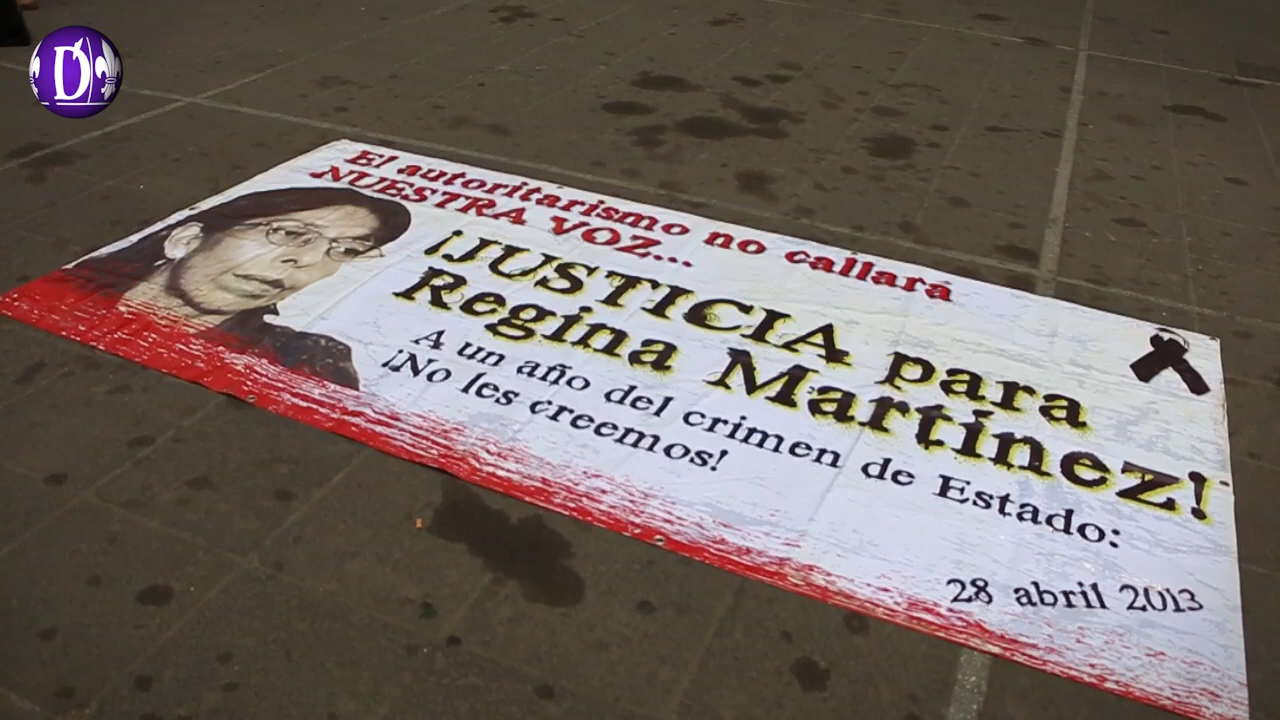 D
El autoritarismo no callará
NUESTRA VOZ...
¡JUSTICIA para
Regina Martínez!
A un año del crimen de Estado:
¡No les creemos!
28 abril 2013